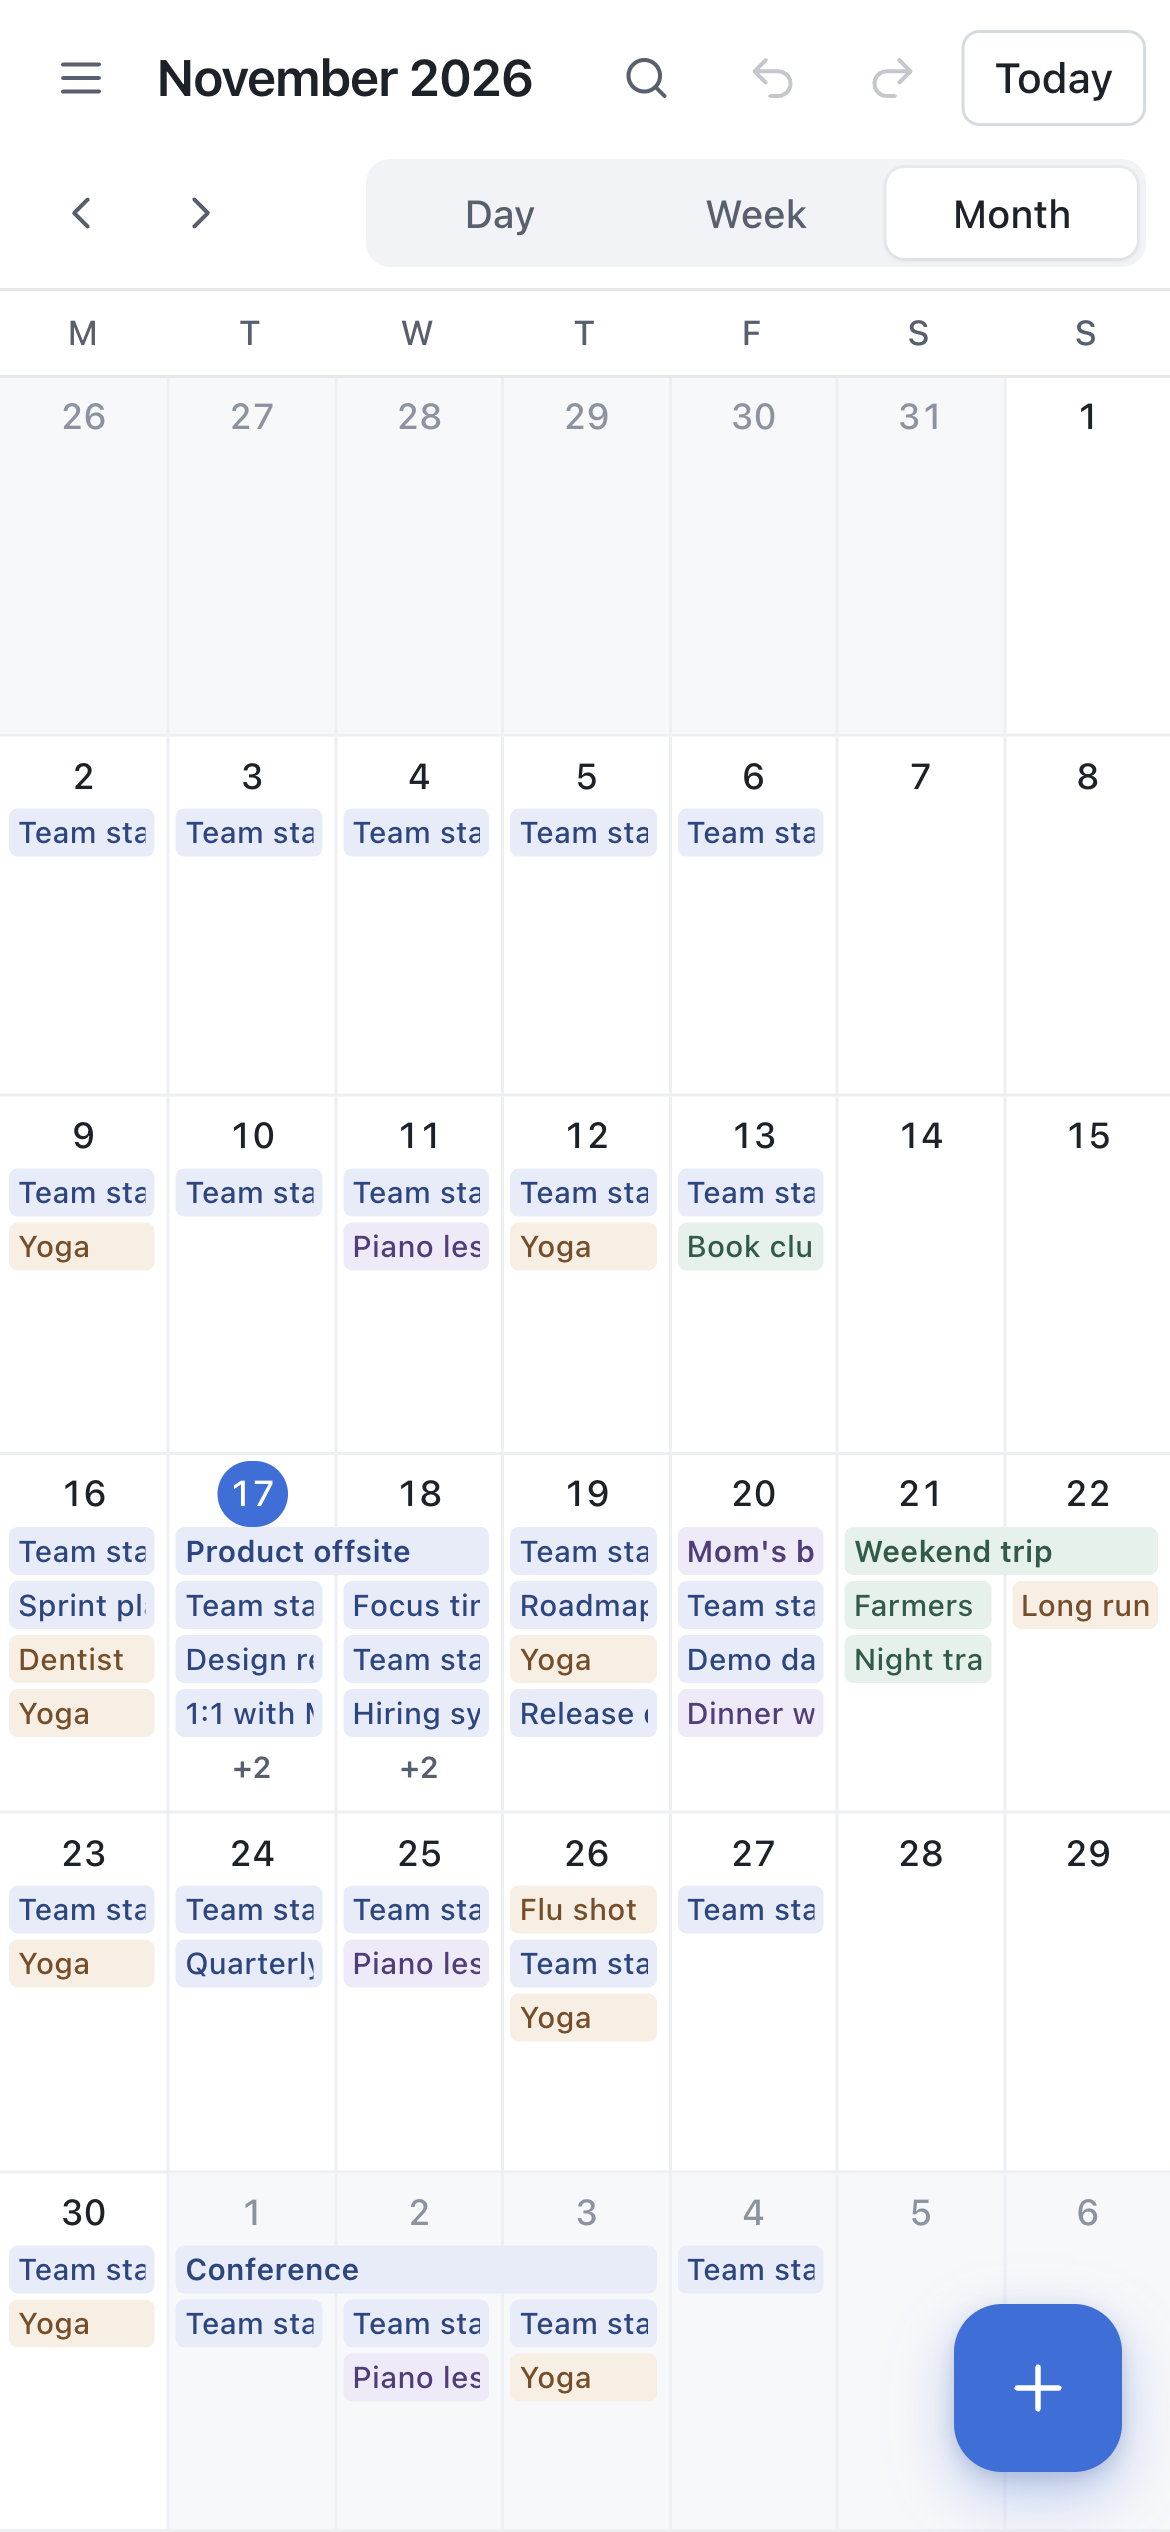 November 2026
Today
Day Week Month
M T W T F S S
26 27 28 29 30 31 1
2 3 4 5 6 7 8
Team sta Team sta Team sta Team sta Team sta
9 10 11 12 13 14 15
Team sta Team sta Team sta Team sta Team sta
Yoga Piano les Yoga Book clu
16 17 18 19 20 21 22
Team sta Product offsite Team sta Mom's b Weekend trip
Sprint pl Team sta Focus tim Roadmap Team sta Farmers Long run
Dentist Design re Team sta Yoga Demo da Night tra
Yoga 1:1 with M Hiring sy Release Dinner w
+2 +2
23 24 25 26 27 28 29
Team sta Team sta Team sta Flu shot Team sta
Yoga Quarterly Piano les Team sta
Yoga
30 1 2 3 4 5 6
Team sta Conference Team sta
Yoga Team sta Team sta Team sta
Piano les Yoga